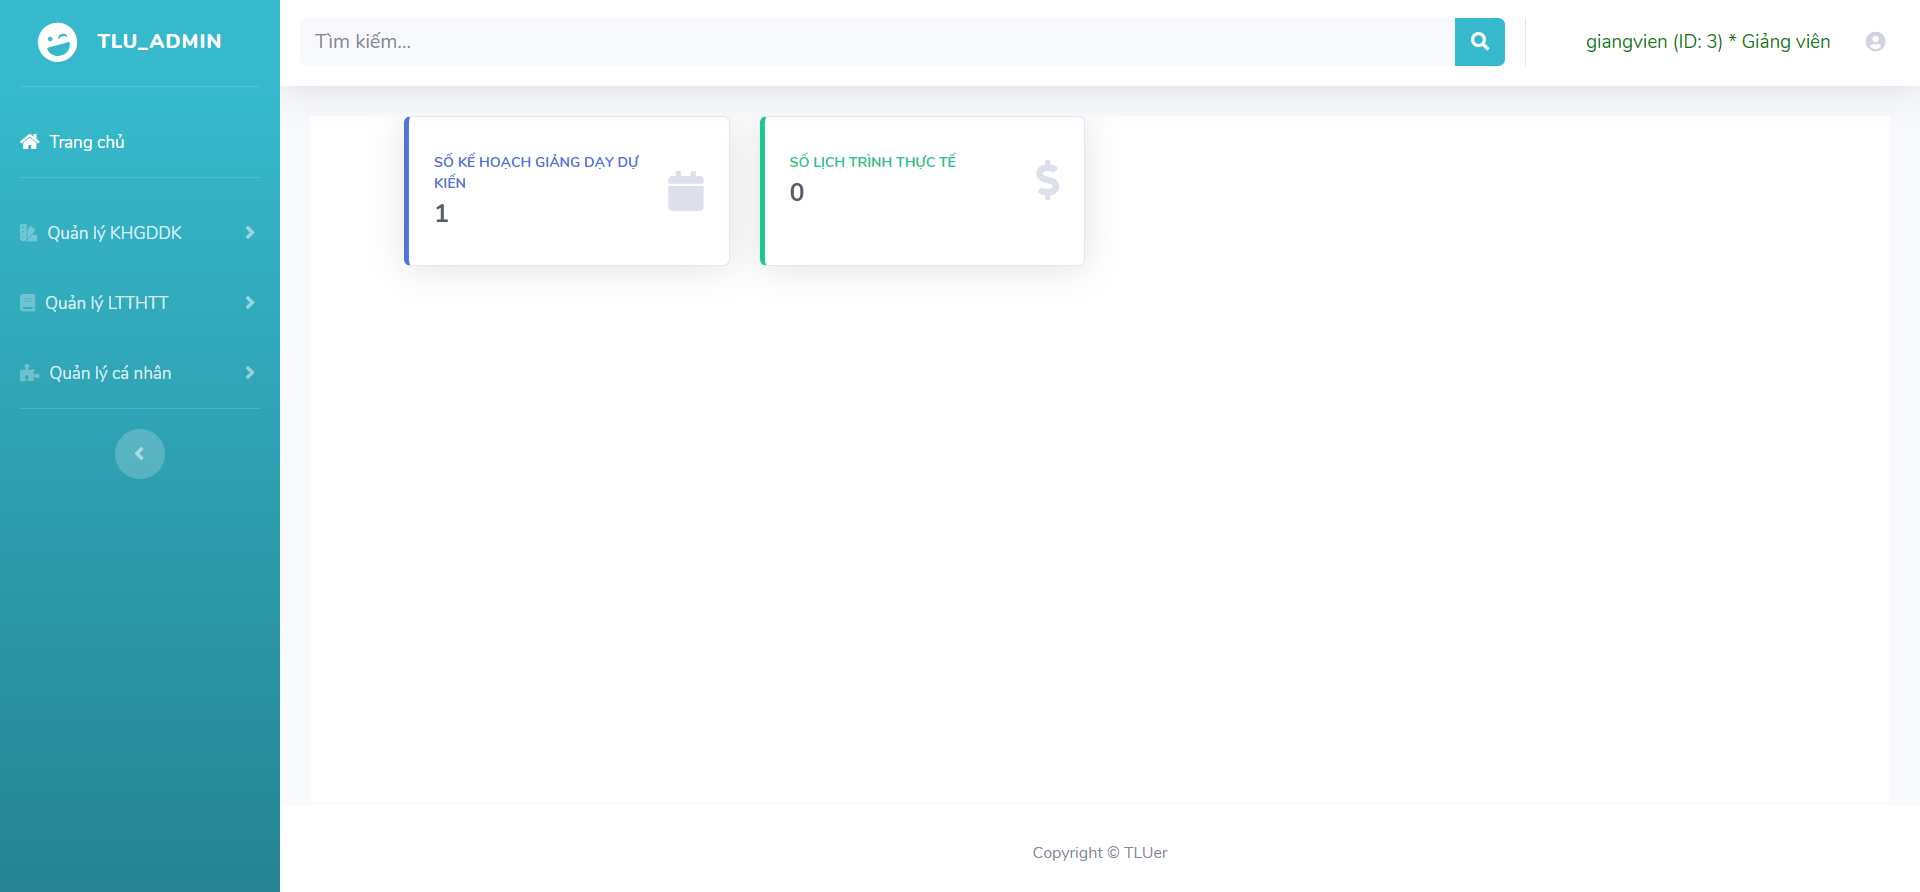 TLU_ADMIN
Tìm kiếm...
giangvien (ID: 3) * Giảng viên
Trang chủ
Quản lý KHGDDK
Quản lý LTTHTT
Quản lý cá nhân
SỐ KẾ HOẠCH GIẢNG DẠY DỰ
KIẾN
1
SỐ LỊCH TRÌNH THỰC TẾ
0
Copyright © TLUer